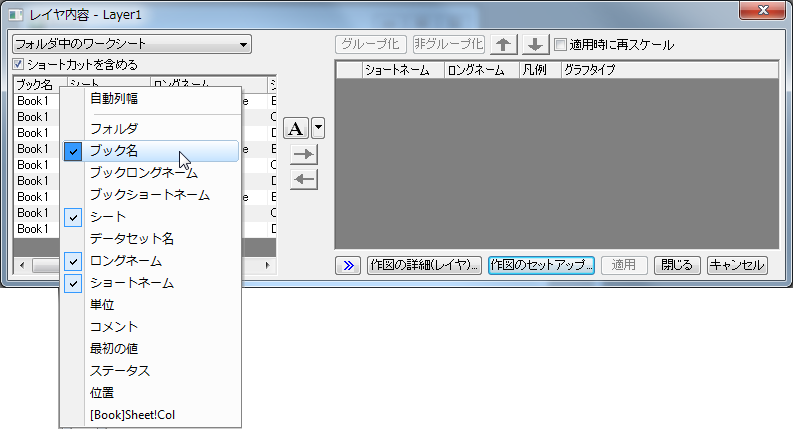 レイヤ内容 - Layer1
フォルダ中のワークシート
ショートカットを含める
ブック名 シート ロングネーム シ
Book1
Book1
Book1
Book1
Book1
Book1
Book1
Book1
Book1
自動列幅
フォルダ
ブック名
ブックロングネーム
ブックショートネーム
シート
データセット名
ロングネーム
ショートネーム
単位
コメント
最初の値
ステータス
位置
[Book]Sheet!Col
A
グループ化 非グループ化 適用時に再スケール
ショートネーム ロングネーム 凡例 グラフタイプ
作図の詳細(レイヤ)... 作図のセットアップ... 適用 閉じる キャンセル